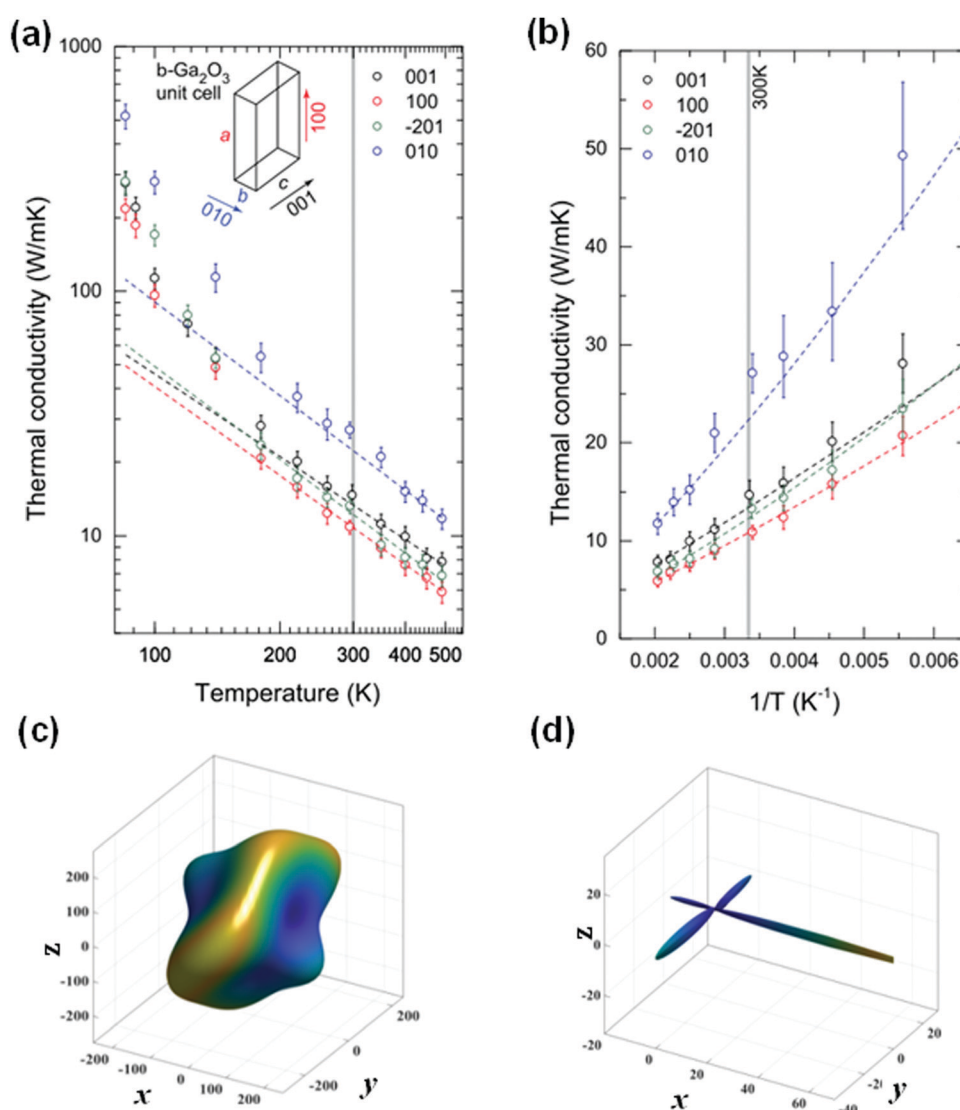 (a)
1000
b-Ga2O3
unit cell
a
b
c
100
010
001
001
100
-201
010
100
10
Thermal conductivity (W/mK)
100 200 300 400 500
Temperature (K)
(b)
60
300K
001
100
-201
010
50
40
30
20
10
0
Thermal conductivity (W/mK)
0.002 0.003 0.004 0.005 0.006
1/T (K-1)
(c)
200
100
0
-100
-200
z
-200 -100 0 100 200
x
-200 0 200
y
(d)
20
0
-20
z
-20
0 20 40 60
x
20
0
-40
y